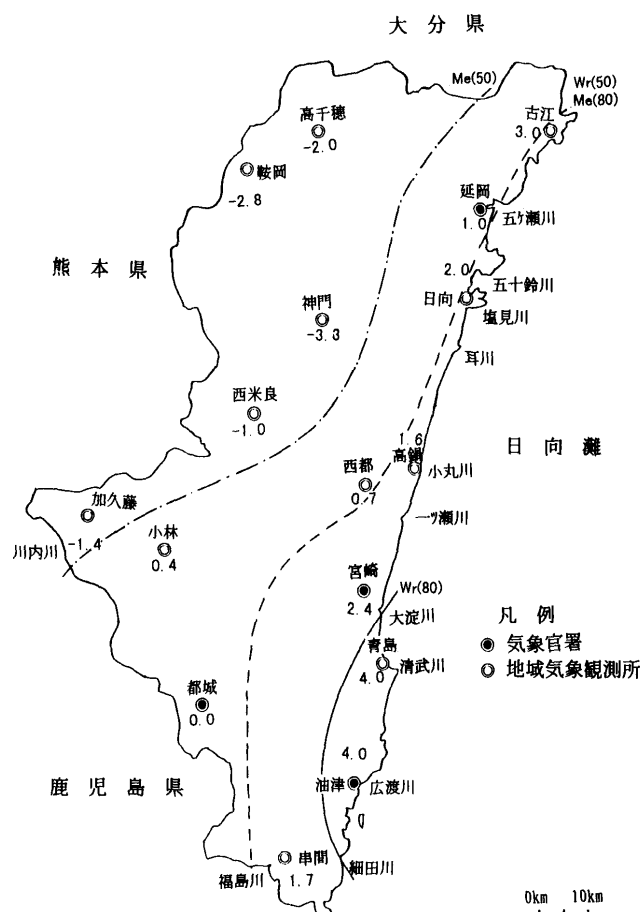 大分県
Me(50)
Wr(50)
Me(80)
高千穂
-2.0
古江
3.0
鞍岡
-2.8
延岡
1.0
五ケ瀬川
熊本県
2.0
五十鈴川
日向
塩見川
神門
-3.3
耳川
西米良
-1.0
日向灘
1.6
高鍋
小丸川
西都
0.7
加久藤
-1.4
一ツ瀬川
川内川
小林
0.4
宮崎
2.4
Wr(80)
大淀川
凡例
気象官署
青島
4.0
清武川
地域気象観測所
都城
0.0
4.0
鹿児島県
油津
広渡川
串間
1.7
福島川
細田川
0km 10km